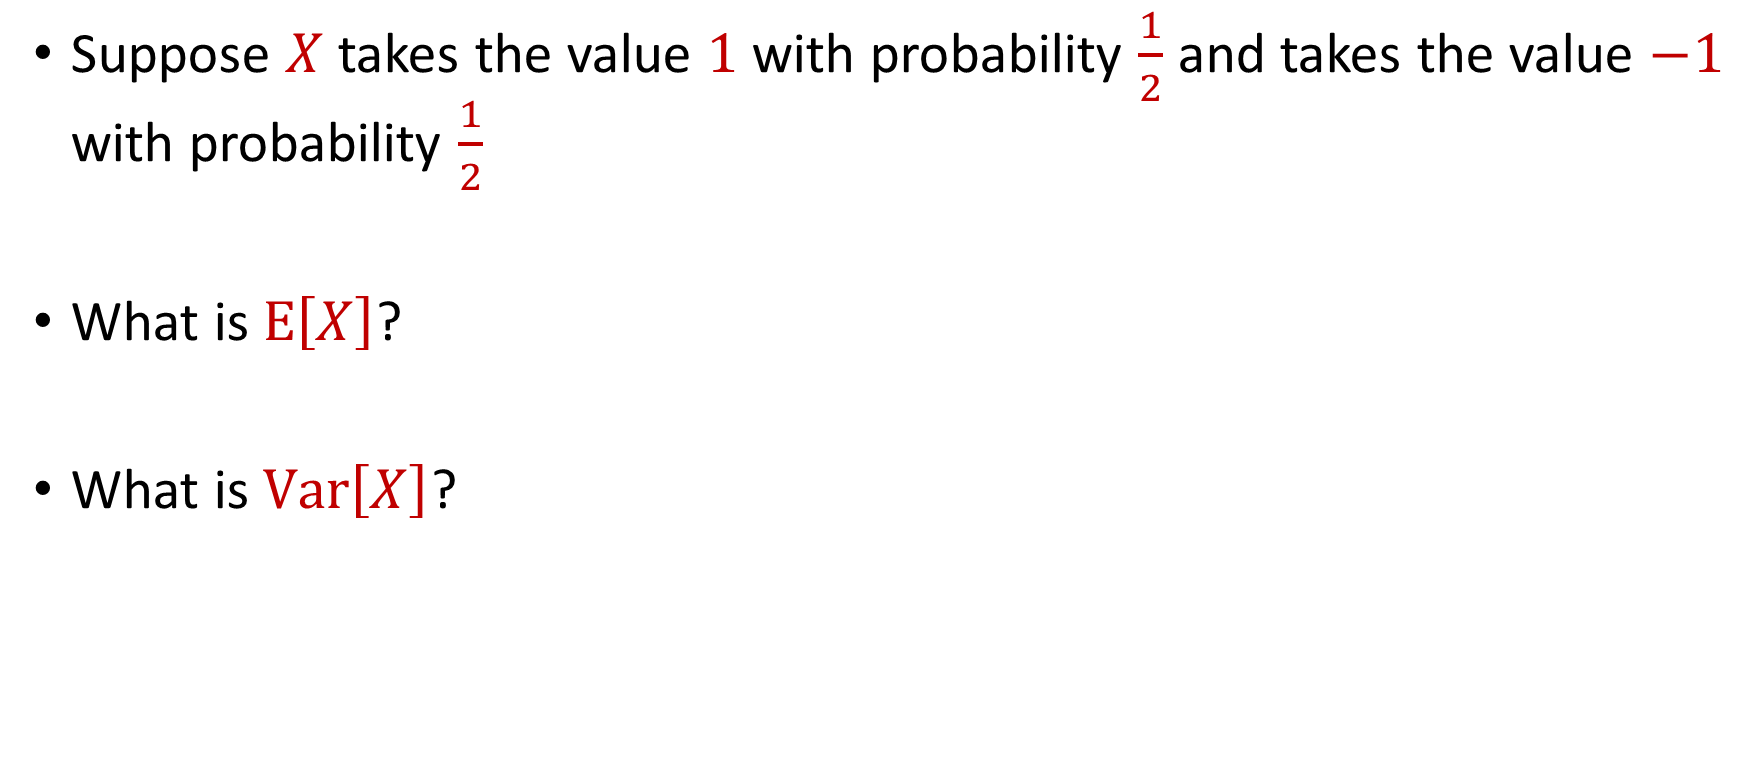 • Suppose X takes the value 1 with probability 1/2 and takes the value −1
with probability 1/2
• What is E[X]?
• What is Var[X]?